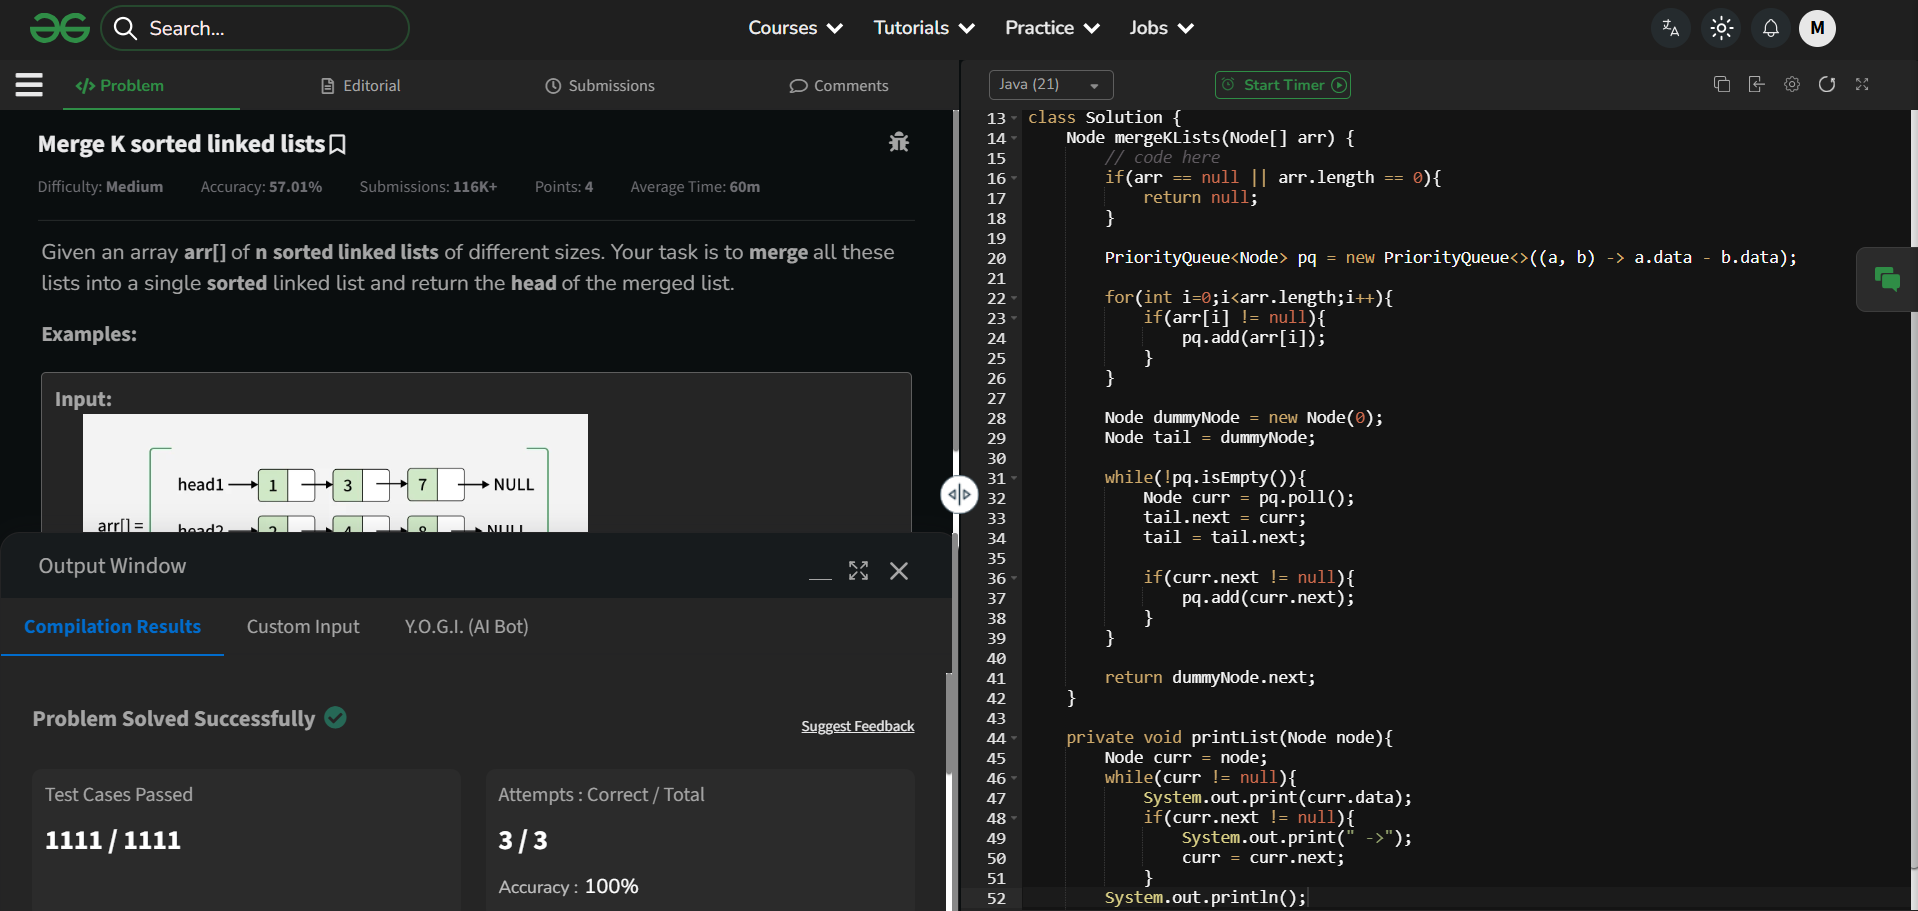 Search...
Courses
Tutorials
Practice
Jobs
M
Problem
Editorial
Submissions
Comments
Java (21)
Start Timer
Merge K sorted linked lists
Difficulty: Medium Accuracy: 57.01% Submissions: 116K+ Points: 4 Average Time: 60m
Given an array arr[] of n sorted linked lists of different sizes. Your task is to merge all these
lists into a single sorted linked list and return the head of the merged list.
Examples:
Input:
head1 1 3 7 NULL
arr[] =
head2 2 4 8 NULL
Output Window
Compilation Results
Custom Input
Y.O.G.I. (AI Bot)
Problem Solved Successfully
Suggest Feedback
Test Cases Passed
1111 / 1111
Attempts : Correct / Total
3 / 3
Accuracy : 100%
13 class Solution {
14 Node mergeKLists(Node[] arr) {
15 // code here
16 if(arr == null || arr.length == 0){
17 return null;
18 }
19
20 PriorityQueue<Node> pq = new PriorityQueue<>((a, b) -> a.data - b.data);
21
22 for(int i=0;i<arr.length;i++){
23 if(arr[i] != null){
24 pq.add(arr[i]);
25 }
26 }
27
28 Node dummyNode = new Node(0);
29 Node tail = dummyNode;
30
31 while(!pq.isEmpty()){
32 Node curr = pq.poll();
33 tail.next = curr;
34 tail = tail.next;
35
36 if(curr.next != null){
37 pq.add(curr.next);
38 }
39 }
40
41 return dummyNode.next;
42 }
43
44 private void printList(Node node){
45 Node curr = node;
46 while(curr != null){
47 System.out.print(curr.data);
48 if(curr.next != null){
49 System.out.print(" ->");
50 curr = curr.next;
51 }
52 System.out.println();